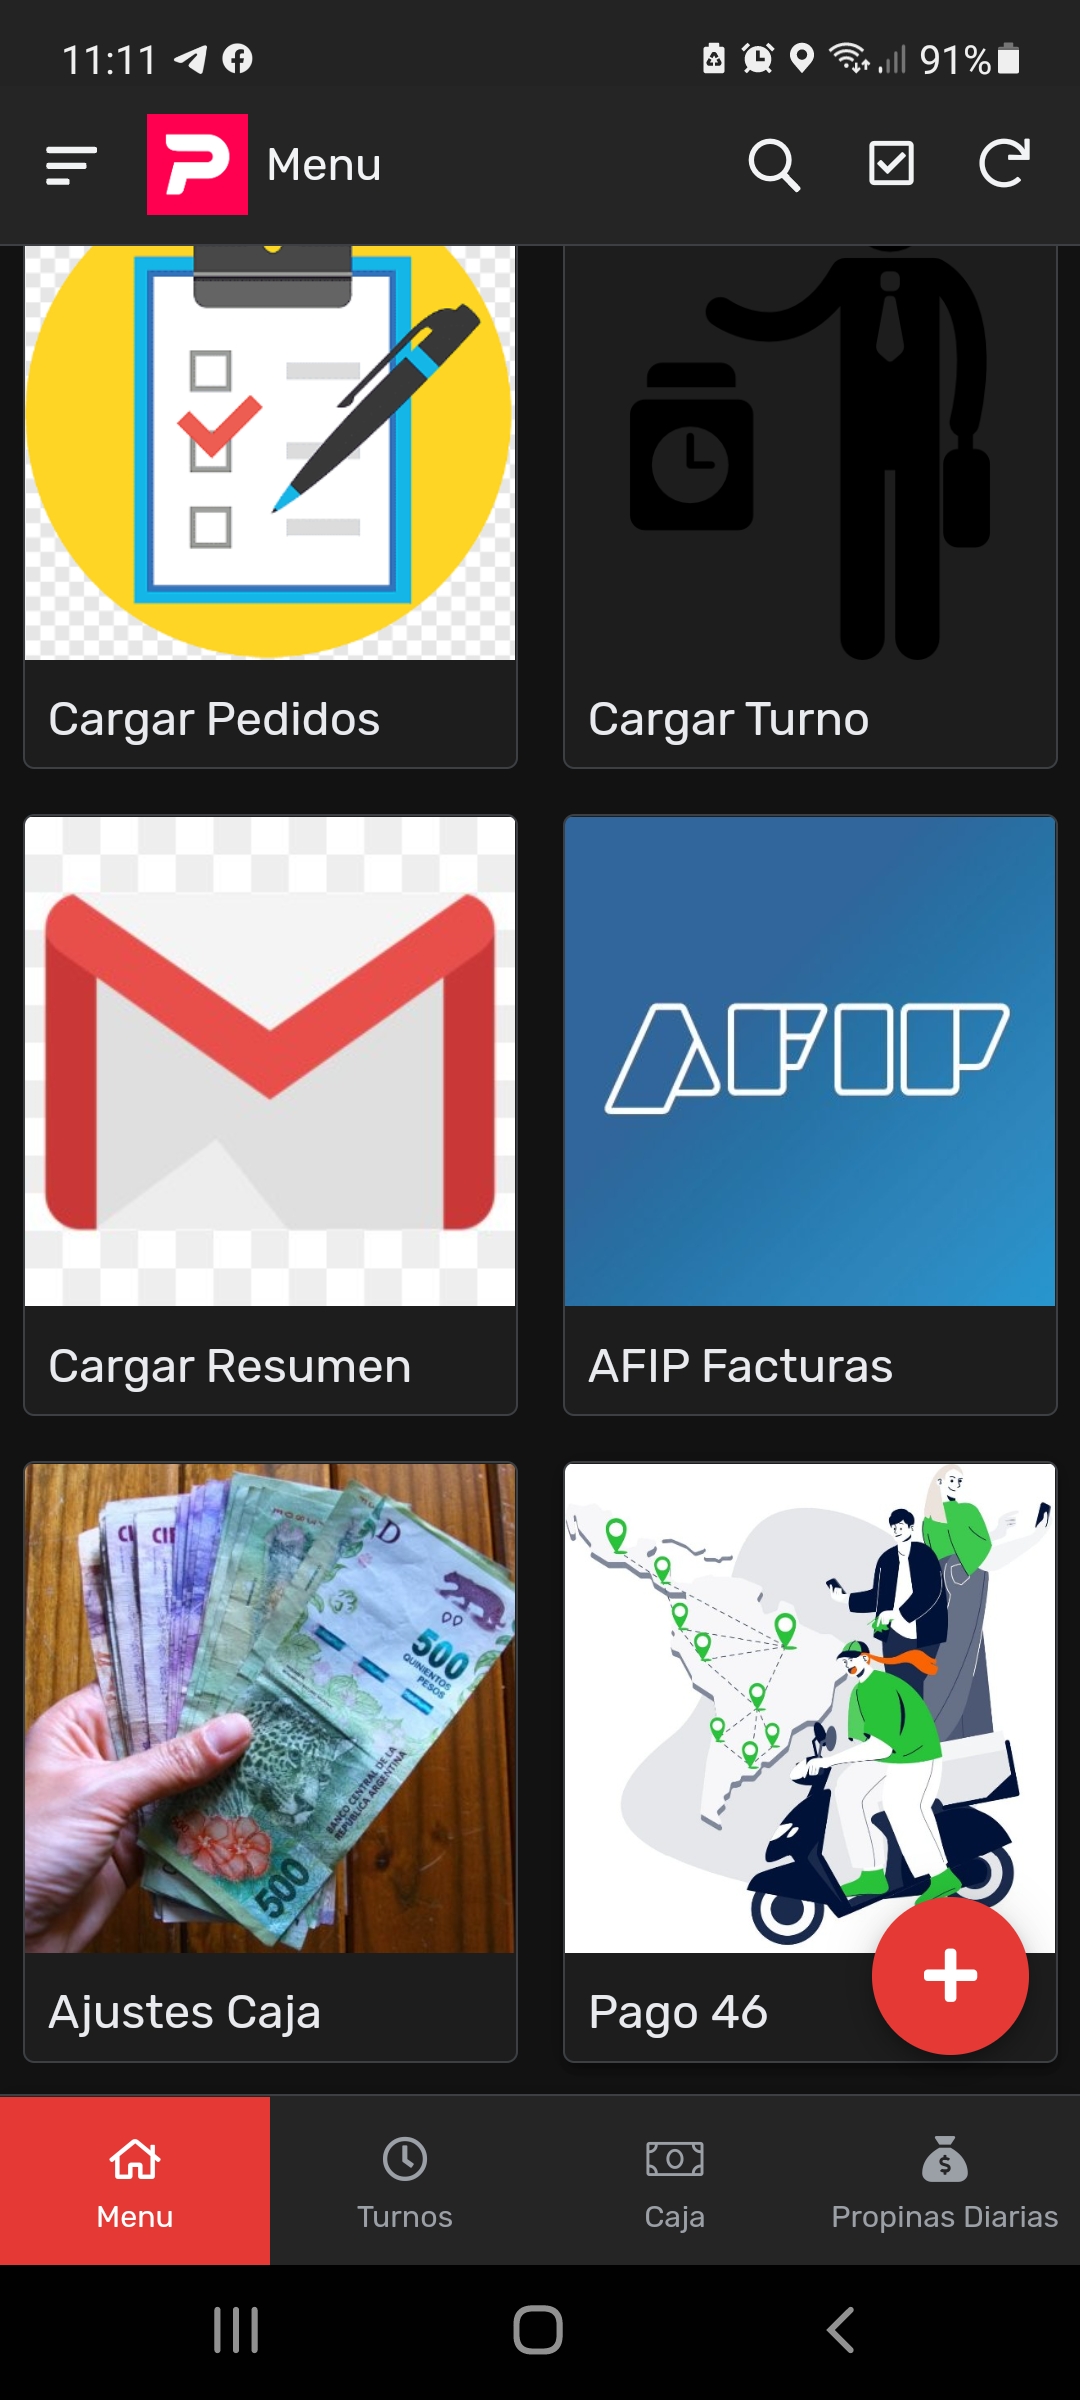 11:11
91%
P Menu
Cargar Pedidos
Cargar Turno
Cargar Resumen
AFIP
AFIP Facturas
500
QUINIENTOS
PESOS
BANCO CENTRAL DE LA
REPÚBLICA ARGENTINA
500
Ajustes Caja
Pago 46
Menu
Turnos
Caja
Propinas Diarias